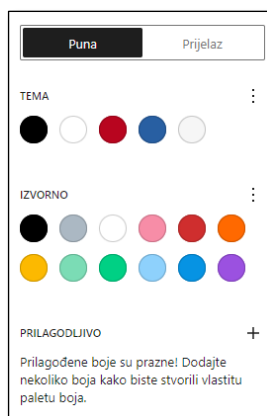 Puna
Prijelaz
TEMA
IZVORNO
PRILAGODLJIVO
Prilagođene boje su prazne! Dodajte
nekoliko boja kako biste stvorili vlastitu
paletu boja.